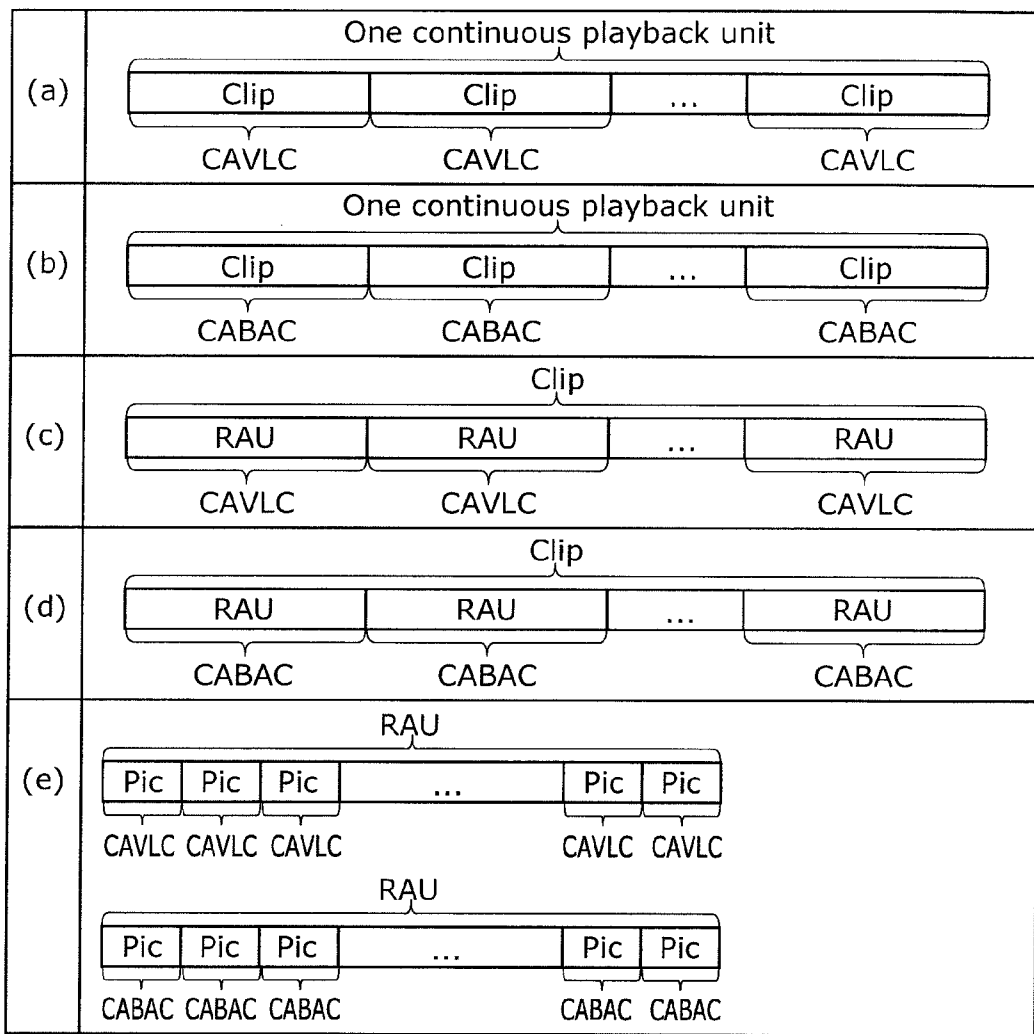 One continuous playback unit
(a) Clip Clip ... Clip
CAVLC CAVLC CAVLC
One continuous playback unit
(b) Clip Clip ... Clip
CABAC CABAC CABAC
Clip
(c) RAU RAU ... RAU
CAVLC CAVLC CAVLC
Clip
(d) RAU RAU ... RAU
CABAC CABAC CABAC
RAU
(e) Pic Pic Pic ... Pic Pic
CAVLC CAVLC CAVLC CAVLC CAVLC
RAU
Pic Pic Pic ... Pic Pic
CABAC CABAC CABAC CABAC CABAC